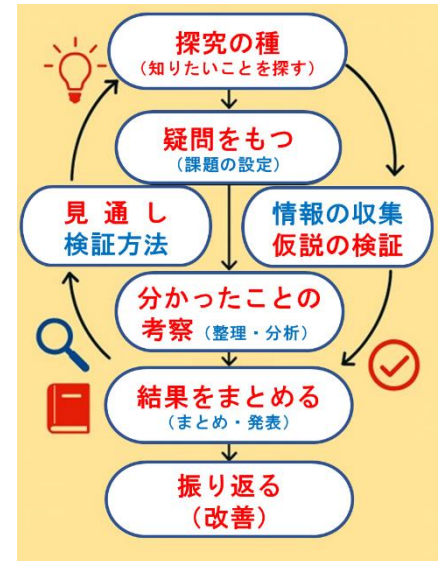 探究の種
（知りたいことを探す）
疑問をもつ
（課題の設定）
見通し
検証方法
情報の収集
仮説の検証
分かったことの
考察（整理・分析）
結果をまとめる
（まとめ・発表）
振り返る
（改善）